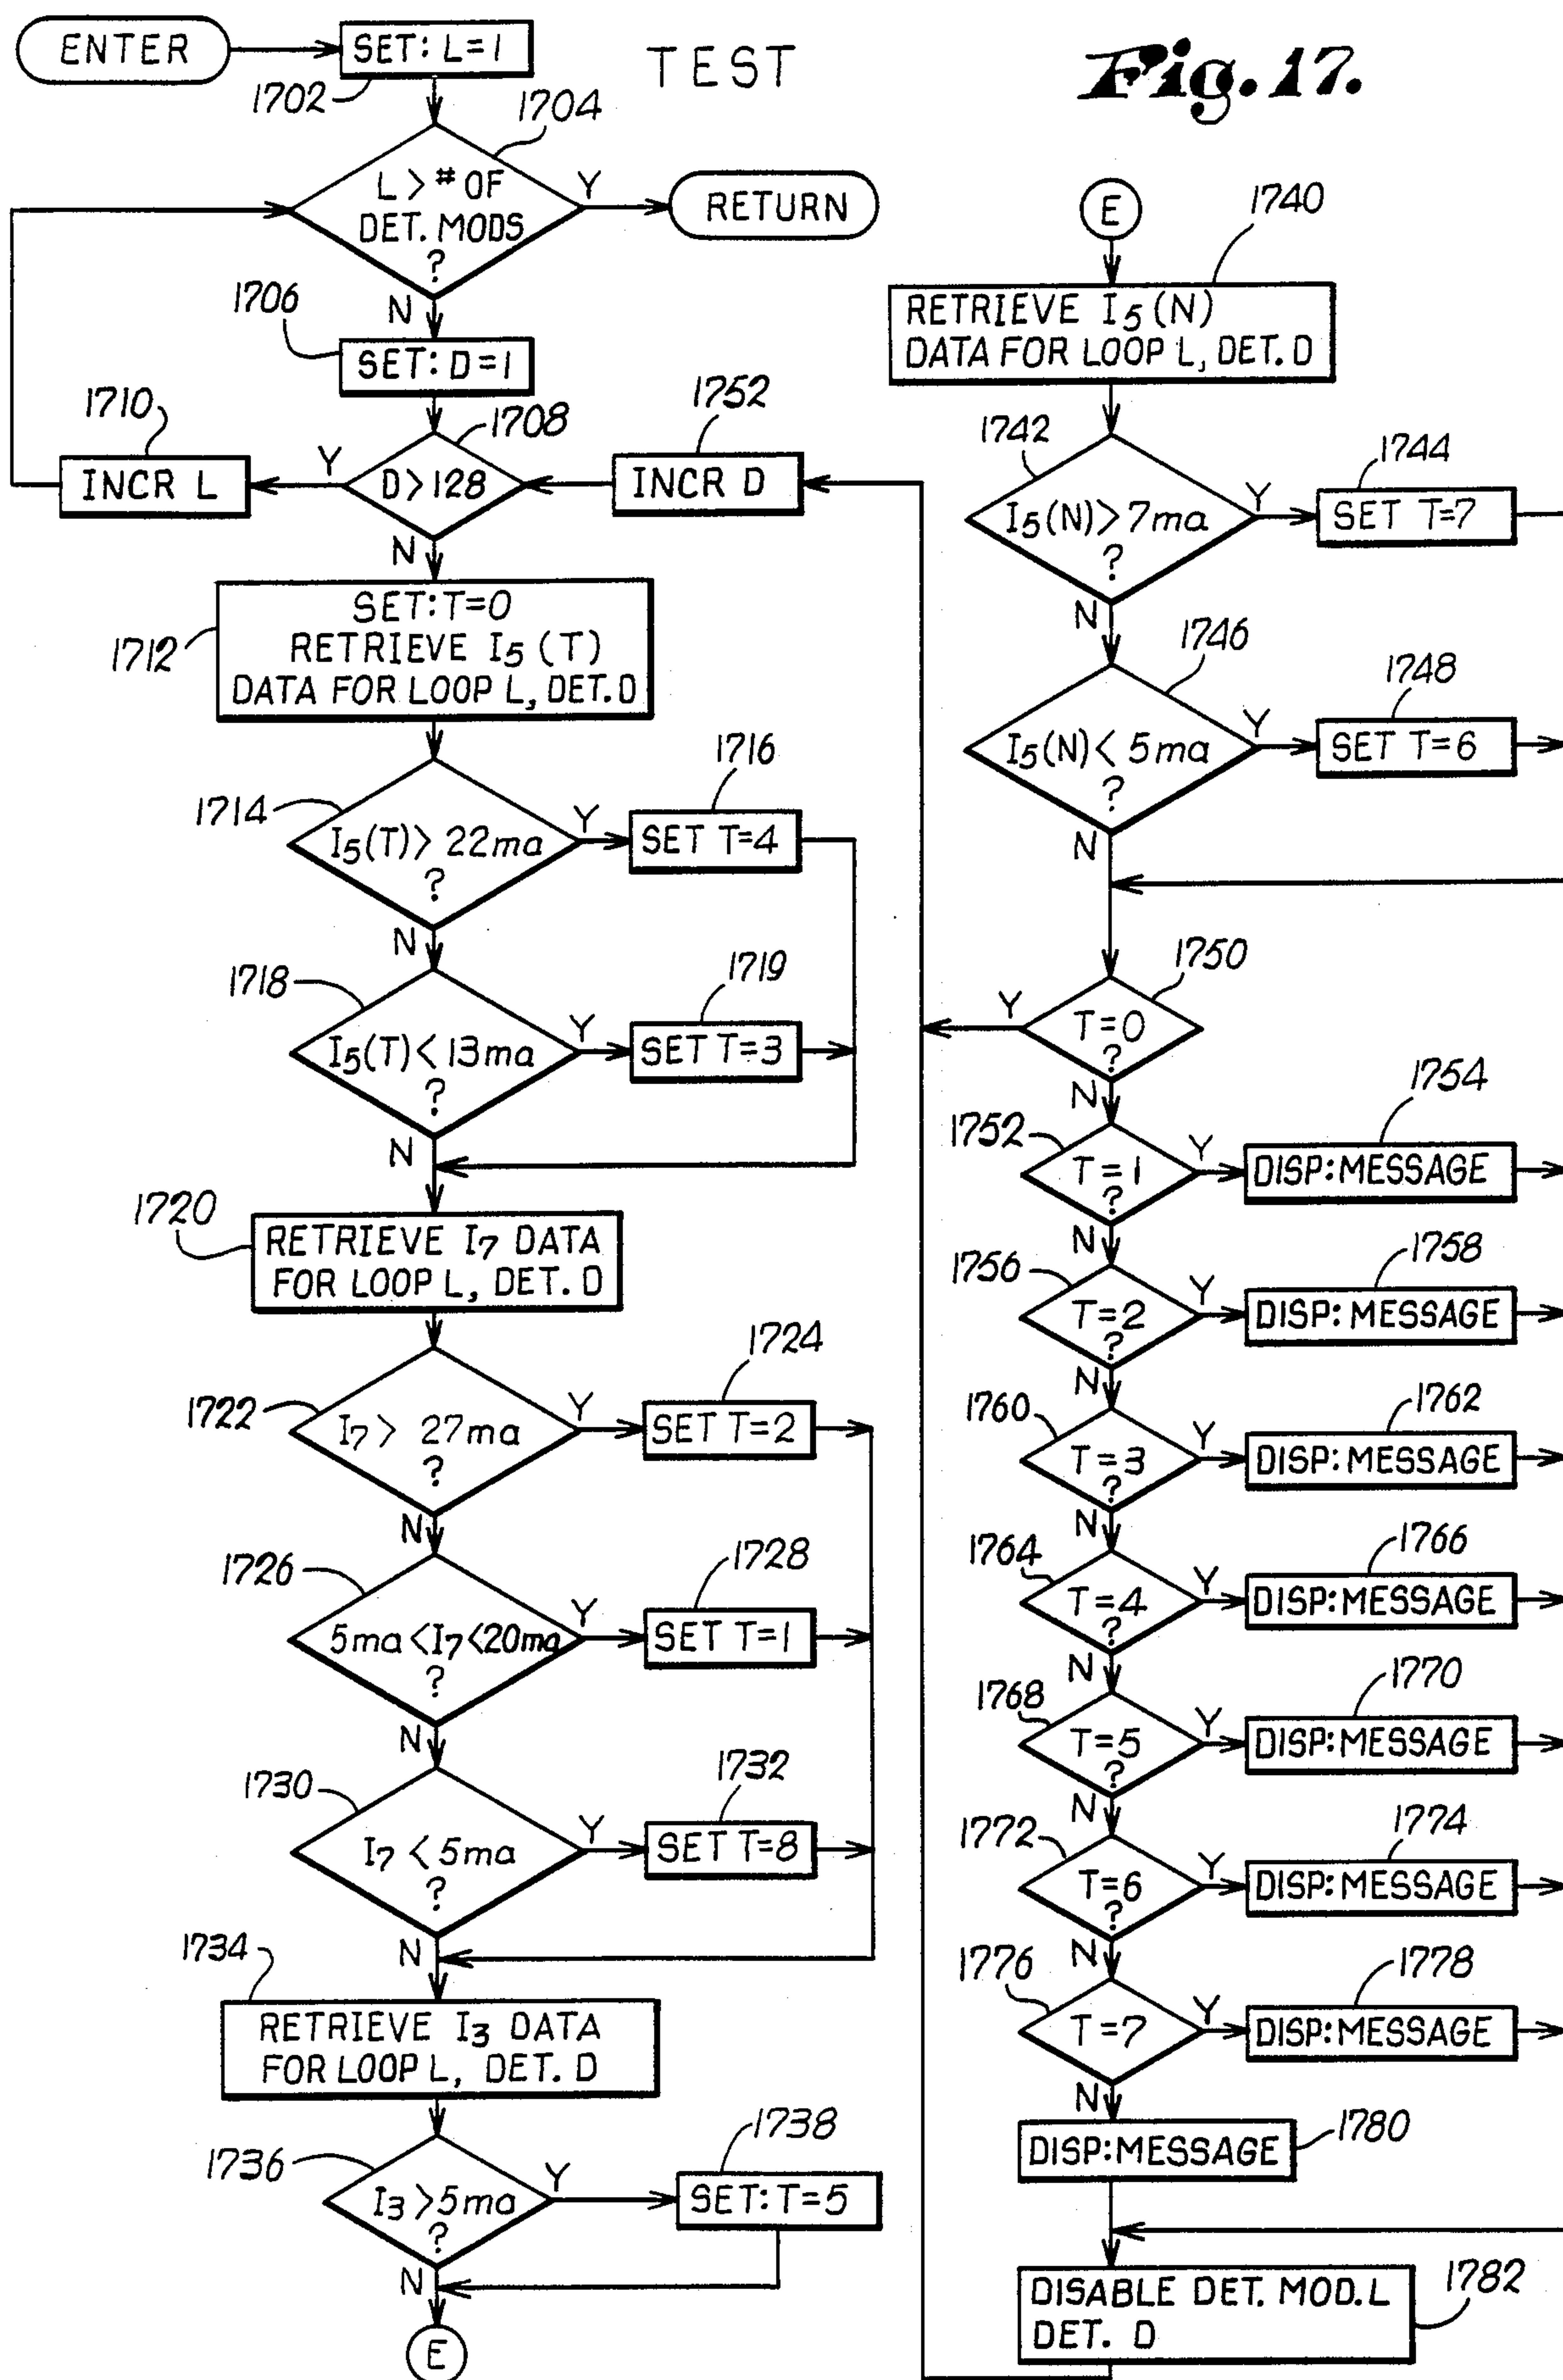 ENTER
SET: L=1
TEST
Fig. 17.
1702
1704
L > # OF
DET. MODS
?
Y
RETURN
N
1706
SET: D=1
1708
1710
Y
INCR L
D>128
1752
INCR D
N
1712
SET: T=0
RETRIEVE I5 (T)
DATA FOR LOOP L, DET. D
1714
I5(T) > 22ma
?
Y
1716
SET T=4
N
1718
I5(T) < 13ma
?
Y
1719
SET T=3
N
1720
RETRIEVE I7 DATA
FOR LOOP L, DET. D
1722
I7 > 27ma
?
Y
1724
SET T=2
N
1726
5ma < I7 < 20ma
?
Y
1728
SET T=1
N
1730
I7 < 5ma
?
Y
1732
SET T=8
N
1734
RETRIEVE I3 DATA
FOR LOOP L, DET. D
1736
I3 > 5ma
?
Y
1738
SET: T=5
N
E
E
1740
RETRIEVE I5 (N)
DATA FOR LOOP L, DET. D
1742
I5(N) > 7ma
?
Y
1744
SET T=7
N
1746
I5(N) < 5ma
?
Y
1748
SET T=6
N
1750
Y
T=0
?
N
1752
T=1
?
Y
1754
DISP: MESSAGE
N
1756
T=2
?
Y
1758
DISP: MESSAGE
N
1760
T=3
?
Y
1762
DISP: MESSAGE
N
1764
T=4
?
Y
1766
DISP: MESSAGE
N
1768
T=5
?
Y
1770
DISP: MESSAGE
N
1772
T=6
?
Y
1774
DISP: MESSAGE
N
1776
T=7
?
Y
1778
DISP: MESSAGE
N
DISP: MESSAGE
1780
DISABLE DET. MOD. L
DET. D
1782